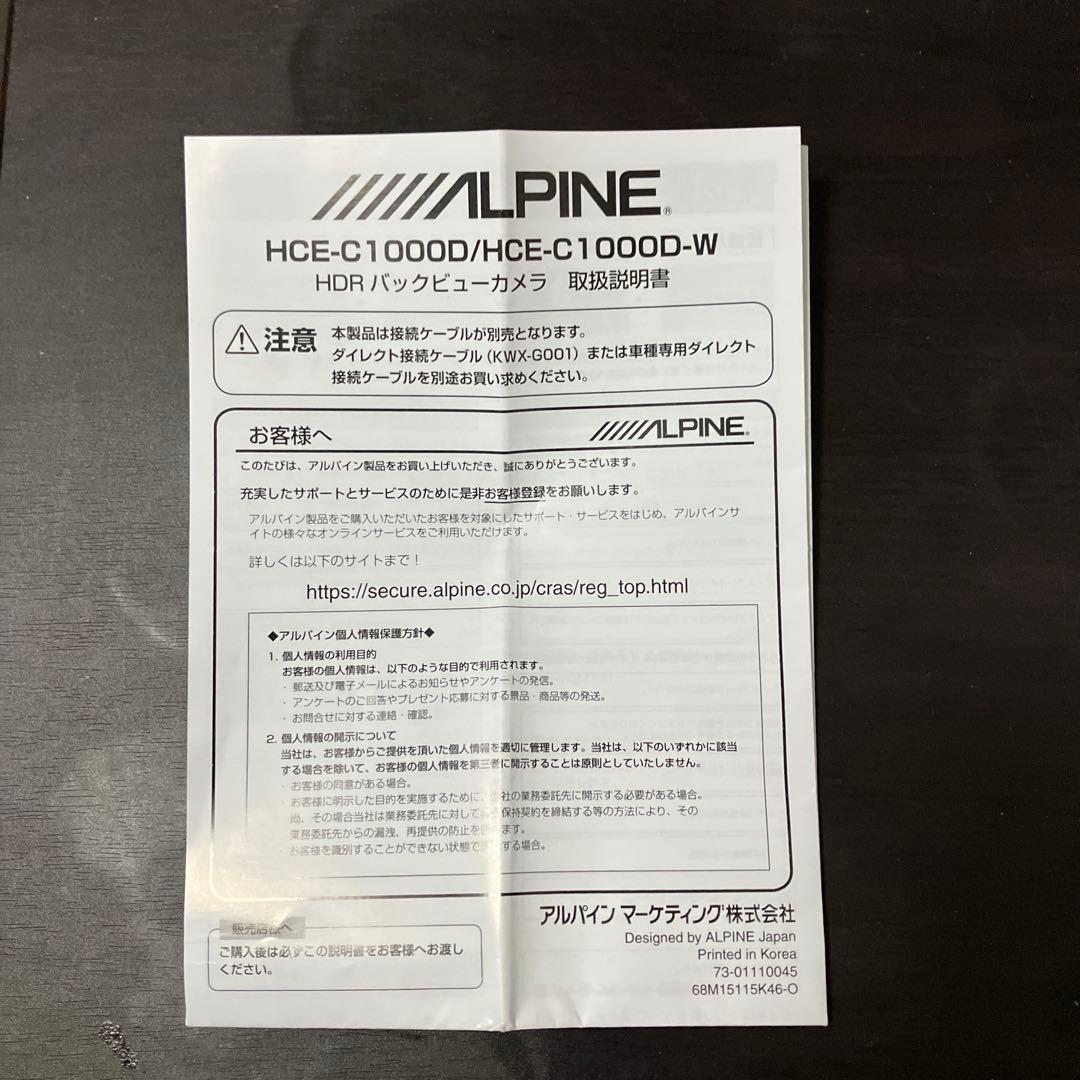 ALPINE®
HCE-C1000D/HCE-C1000D-W
HDR バックビューカメラ 取扱説明書
注意
本製品は接続ケーブルが別売となります。
ダイレクト接続ケーブル（KWX-G001）または車種専用ダイレクト
接続ケーブルを別途お買い求めください。
お客様へ
ALPINE®
このたびは、アルパイン製品をお買い上げいただき、誠にありがとうございます。
充実したサポートとサービスのために是非お客様登録をお願いします。
アルパイン製品をご購入いただいたお客様を対象にしたサポート・サービスをはじめ、アルパインサ
イトの様々なオンラインサービスをご利用いただけます。
詳しくは以下のサイトまで！
https://secure.alpine.co.jp/cras/reg_top.html
◆アルパイン個人情報保護方針◆
1. 個人情報の利用目的
お客様の個人情報は、以下のような目的で利用されます。
・郵送及び電子メールによるお知らせやアンケートの発信。
・アンケートのご回答やプレゼント応募に対する景品・商品等の発送。
・お問合せに対する連絡・確認。
2. 個人情報の開示について
当社は、お客様からご提供を頂いた個人情報を適切に管理します。当社は、以下のいずれかに該当
する場合を除いて、お客様の個人情報を第三者に開示することは原則としていたしません。
・お客様の同意がある場合。
・お客様に明示した目的を実施するために、当社の業務委託先に開示する必要がある場合。
尚、その場合当社は業務委託先に対して 保持契約を締結する等の方法により、その
業務委託先からの漏洩、再提供の防止を ます。
・お客様を識別することができない状態で する場合。
販売店様へ
ご購入後は必ずこの説明書をお客様へお渡し
ください。
アルパイン マーケティング株式会社
Designed by ALPINE Japan
Printed in Korea
73-01110045
68M15115K46-O